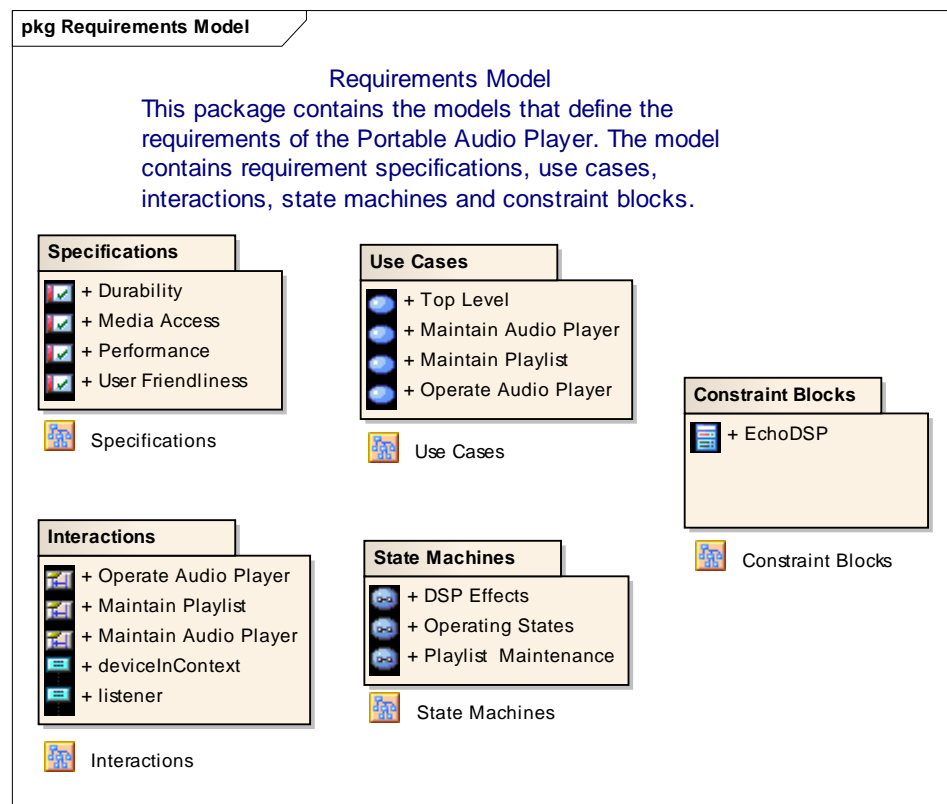 pkg Requirements Model
Requirements Model
This package contains the models that define the
requirements of the Portable Audio Player. The model
contains requirement specifications, use cases,
interactions, state machines and constraint blocks.
Specifications
+ Durability
+ Media Access
+ Performance
+ User Friendliness
Specifications
Use Cases
+ Top Level
+ Maintain Audio Player
+ Maintain Playlist
+ Operate Audio Player
Use Cases
Constraint Blocks
+ EchoDSP
Constraint Blocks
Interactions
+ Operate Audio Player
+ Maintain Playlist
+ Maintain Audio Player
+ deviceInContext
+ listener
Interactions
State Machines
+ DSP Effects
+ Operating States
+ Playlist Maintenance
State Machines